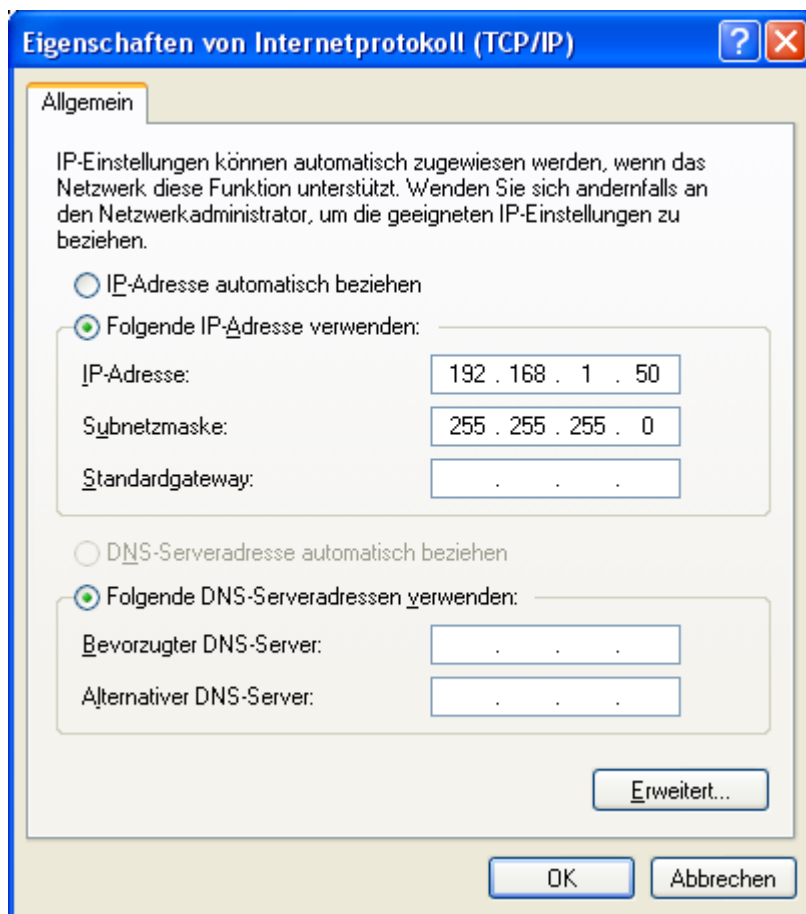 Eigenschaften von Internetprotokoll (TCP/IP)
Allgemein
IP-Einstellungen können automatisch zugewiesen werden, wenn das
Netzwerk diese Funktion unterstützt. Wenden Sie sich andernfalls an
den Netzwerkadministrator, um die geeigneten IP-Einstellungen zu
beziehen.
IP-Adresse automatisch beziehen
Folgende IP-Adresse verwenden:
IP-Adresse: 192 . 168 . 1 . 50
Subnetzmaske: 255 . 255 . 255 . 0
Standardgateway: . . .
DNS-Serveradresse automatisch beziehen
Folgende DNS-Serveradressen verwenden:
Bevorzugter DNS-Server: . . .
Alternativer DNS-Server: . . .
Erweitert...
OK Abbrechen